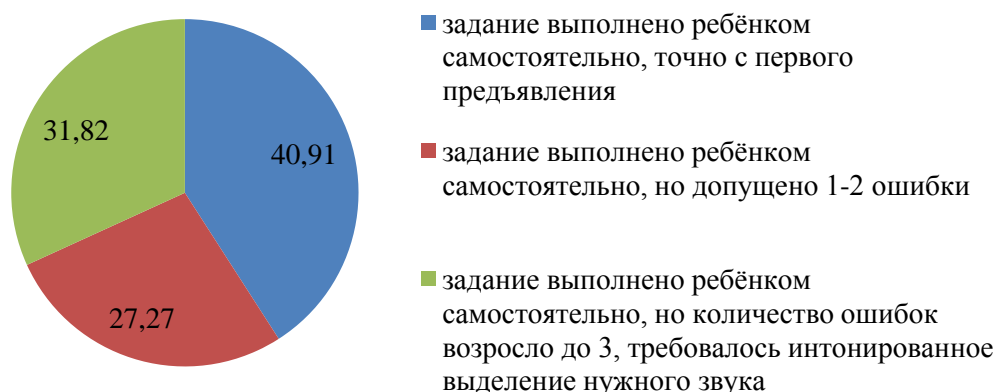 задание выполнено ребёнком
самостоятельно, точно с первого
предъявления
31,82
40,91
задание выполнено ребёнком
самостоятельно, но допущено 1-2 ошибки
27,27
задание выполнено ребёнком
самостоятельно, но количество ошибок
возросло до 3, требовалось интонированное
выделение нужного звука